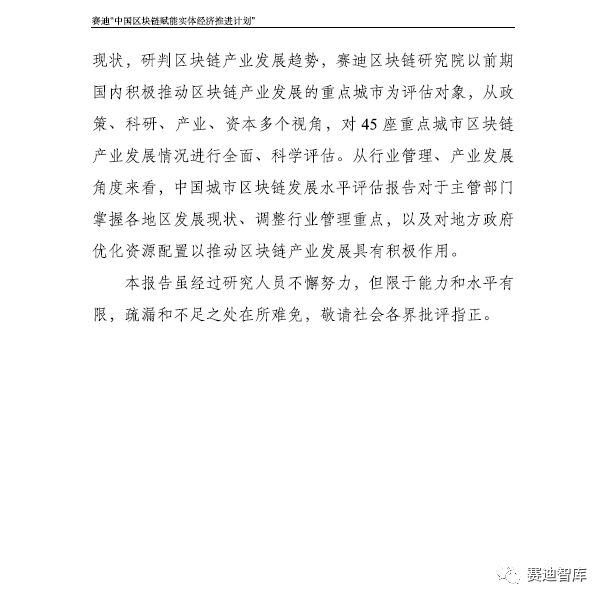 赛迪“中国区块链赋能实体经济推进计划”
现状，研判区块链产业发展趋势，赛迪区块链研究院以前期
国内积极推动区块链产业发展的重点城市为评估对象，从政
策、科研、产业、资本多个视角，对 45 座重点城市区块链
产业发展情况进行全面、科学评估。从行业管理、产业发展
角度来看，中国城市区块链发展水平评估报告对于主管部门
掌握各地区发展现状、调整行业管理重点，以及对地方政府
优化资源配置以推动区块链产业发展具有积极作用。
本报告虽经过研究人员不懈努力，但限于能力和水平有
限，疏漏和不足之处在所难免，敬请社会各界批评指正。
赛迪智库